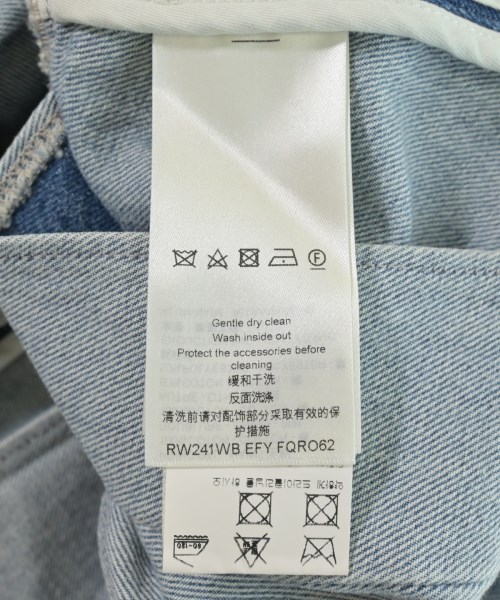 F
Gentle dry clean
Wash inside out
Protect the accessories before
cleaning
缓和干洗
反面洗涤
清洗前请对配饰部分采取有效的保
护措施
RW241WB EFY FQRO62
80-180